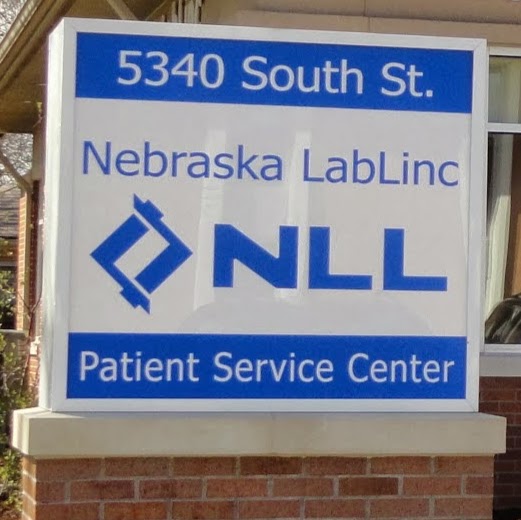 5340 South St.
Nebraska LabLinc
NLL
Patient Service Center